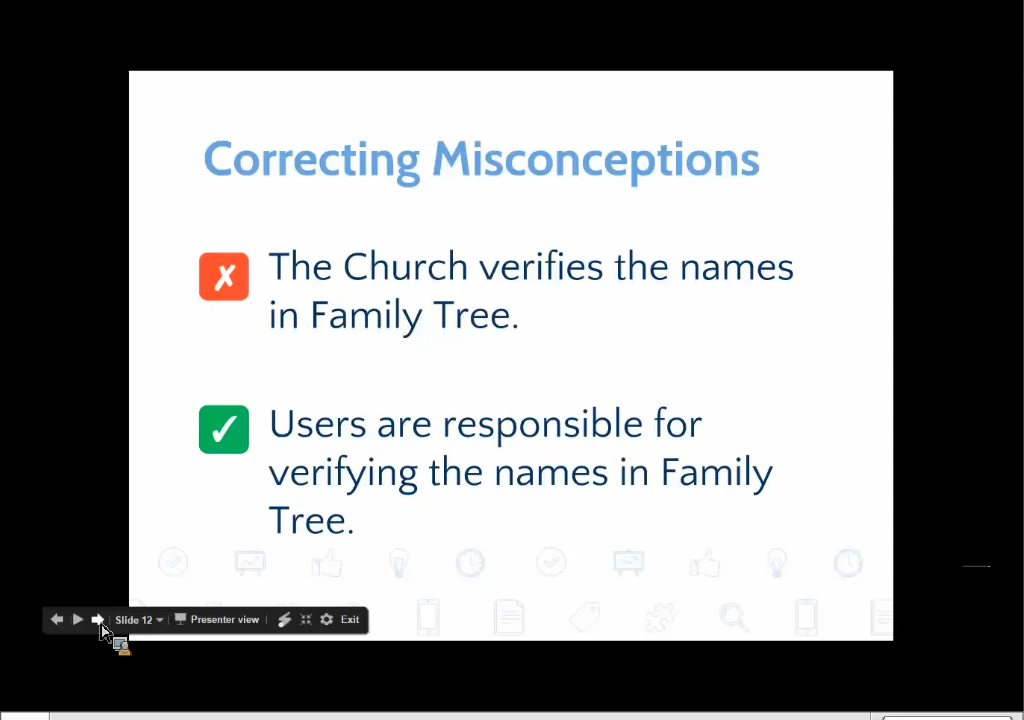 Correcting Misconceptions
✗ The Church verifies the names
in Family Tree.
✓ Users are responsible for
verifying the names in Family
Tree.
Slide 12 Presenter view Exit